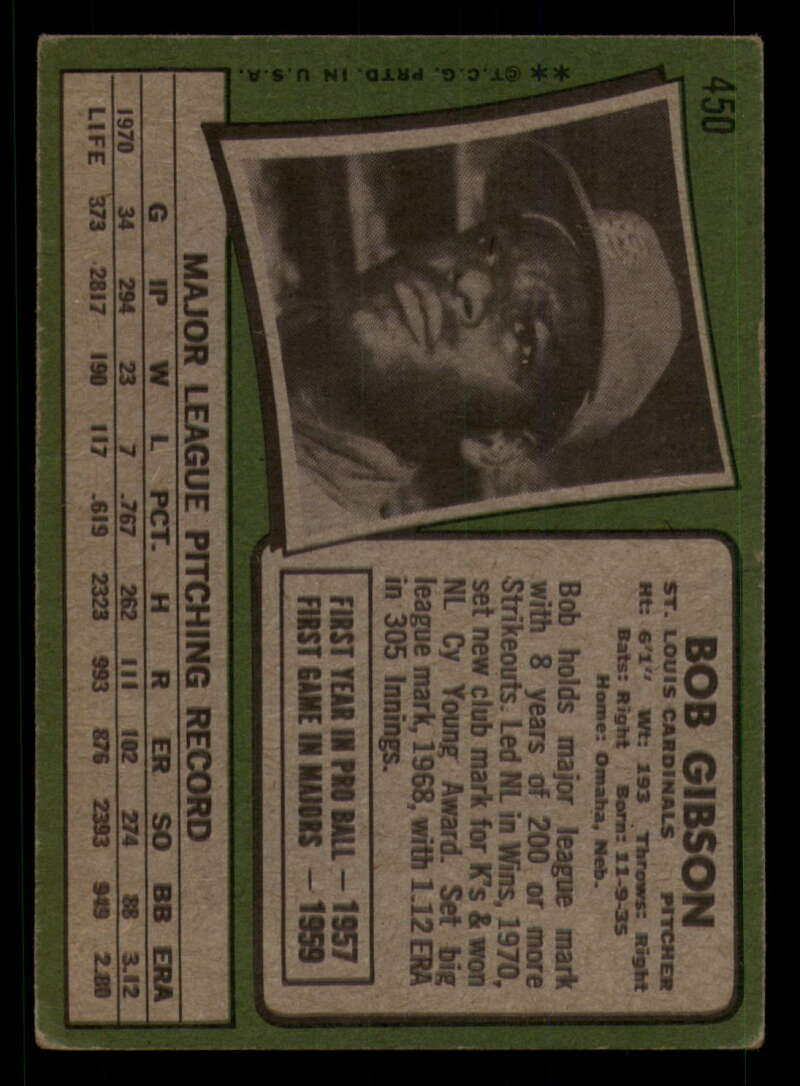 450
**©T.C.G. PRTD. IN U.S.A.
BOB GIBSON
ST. LOUIS CARDINALS PITCHER
Ht: 6'1" Wt: 193 Throws: Right
Bats: Right Born: 11-9-35
Home: Omaha, Neb.
Bob holds major league mark
with 8 years of 200 or more
Strikeouts. Led NL in Wins, 1970,
set new club mark for K's & won
NL Cy Young Award. Set big
league mark, 1968, with 1.12 ERA
in 305 Innings.
FIRST YEAR IN PRO BALL — 1957
FIRST GAME IN MAJORS — 1959
MAJOR LEAGUE PITCHING RECORD
G IP W L PCT. H R ER SO BB ERA
1970 34 294 23 7 .767 262 111 102 274 88 3.12
LIFE 373 2817 190 117 .619 2323 993 876 2393 949 2.80